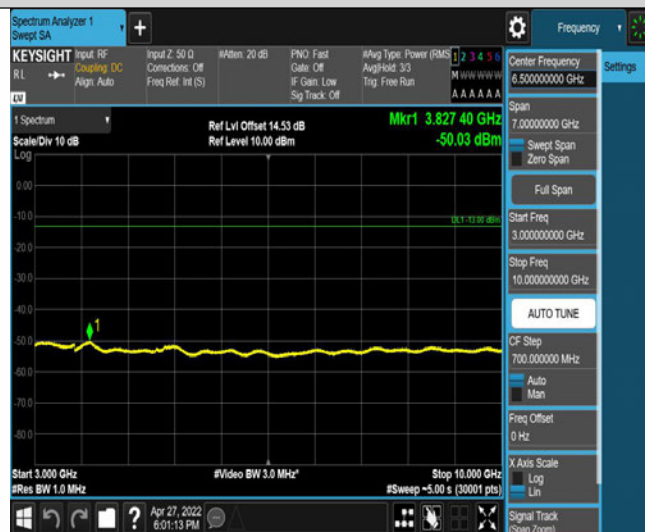 Spectrum Analyzer 1
Swept SA
+
Frequency
KEYSIGHT
Input: RF
Coupling: DC
Align: Auto
Input Z: 50 Ω
Corrections: Off
Freq Ref: Int (S)
#Atten: 20 dB
PNO: Fast
Gate: Off
IF Gain: Low
Sig Track: Off
#Avg Type: Power (RMS
Avg|Hold: 3/3
Trig: Free Run
1 2 3 4 5 6
M W W W W W
A A A A A A
R L
LXI
1 Spectrum
Scale/Div 10 dB
Log
Ref Lvl Offset 14.53 dB
Ref Level 10.00 dBm
Mkr1 3.827 40 GHz
-50.03 dBm
0.00
-10.0
DL1 -13.00 dBm
-20.0
-30.0
-40.0
1
-50.0
-60.0
-70.0
-80.0
Start 3.000 GHz
#Res BW 1.0 MHz
#Video BW 3.0 MHz*
Stop 10.000 GHz
#Sweep ~5.00 s (30001 pts)
?
Apr 27, 2022
6:01:13 PM
Center Frequency
6.500000000 GHz
Settings
Span
7.00000000 GHz
Swept Span
Zero Span
Full Span
Start Freq
3.000000000 GHz
Stop Freq
10.000000000 GHz
AUTO TUNE
CF Step
700.000000 MHz
Auto
Man
Freq Offset
0 Hz
X Axis Scale
Log
Lin
Signal Track
(Span Zoom)